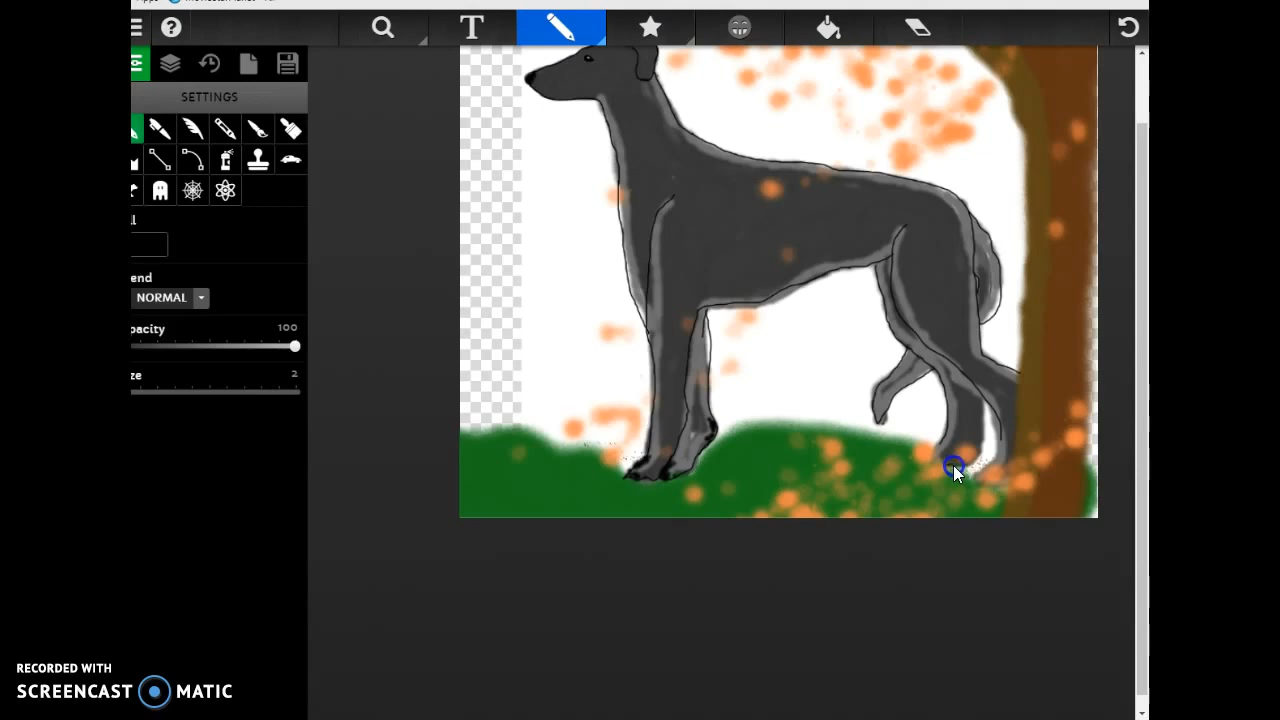 T
SETTINGS
end
NORMAL
pacity
100
ze
2
RECORDED WITH
SCREENCAST MATIC